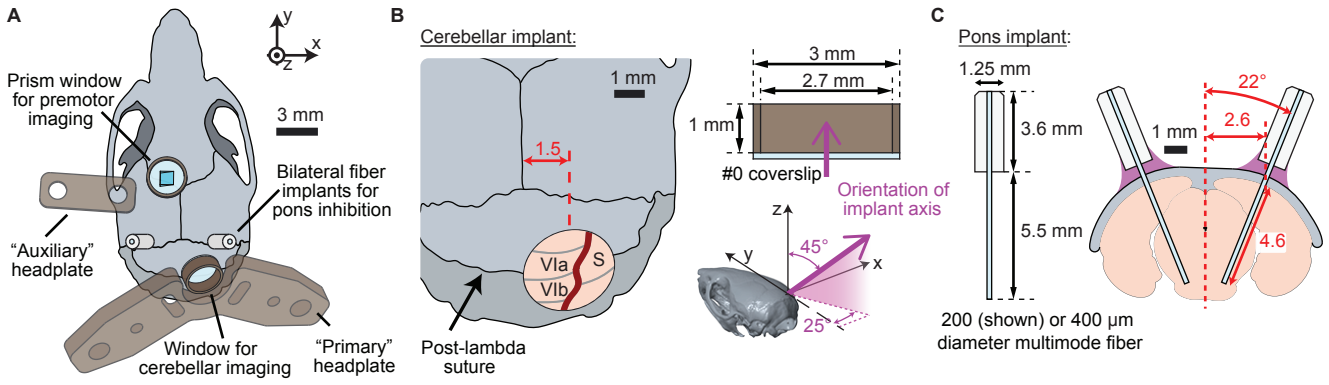 A
y
x
z
Prism window
for premotor
imaging
3 mm
Bilateral fiber
implants for
pons inhibition
“Auxiliary”
headplate
Window for
cerebellar imaging
“Primary”
headplate
B
Cerebellar implant:
1 mm
1.5
VIa
S
VIb
Post-lambda
suture
3 mm
2.7 mm
1 mm
#0 coverslip
Orientation of
implant axis
z
45°
y
x
25°
C
Pons implant:
1.25 mm
3.6 mm
5.5 mm
22°
2.6
1 mm
4.6
200 (shown) or 400 µm
diameter multimode fiber